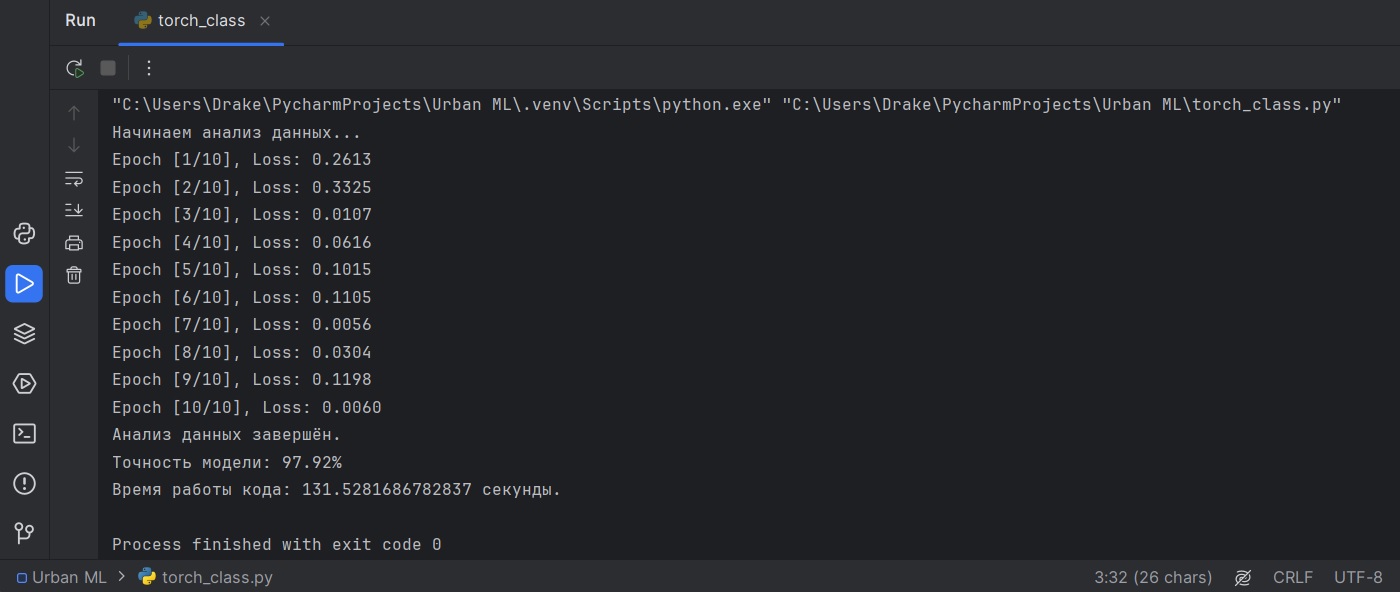 Run torch_class
"C:\Users\Drake\PycharmProjects\Urban ML\.venv\Scripts\python.exe" "C:\Users\Drake\PycharmProjects\Urban ML\torch_class.py"
Начинаем анализ данных...
Epoch [1/10], Loss: 0.2613
Epoch [2/10], Loss: 0.3325
Epoch [3/10], Loss: 0.0107
Epoch [4/10], Loss: 0.0616
Epoch [5/10], Loss: 0.1015
Epoch [6/10], Loss: 0.1105
Epoch [7/10], Loss: 0.0056
Epoch [8/10], Loss: 0.0304
Epoch [9/10], Loss: 0.1198
Epoch [10/10], Loss: 0.0060
Анализ данных завершён.
Точность модели: 97.92%
Время работы кода: 131.5281686782837 секунды.
Process finished with exit code 0
Urban ML > torch_class.py 3:32 (26 chars) CRLF UTF-8